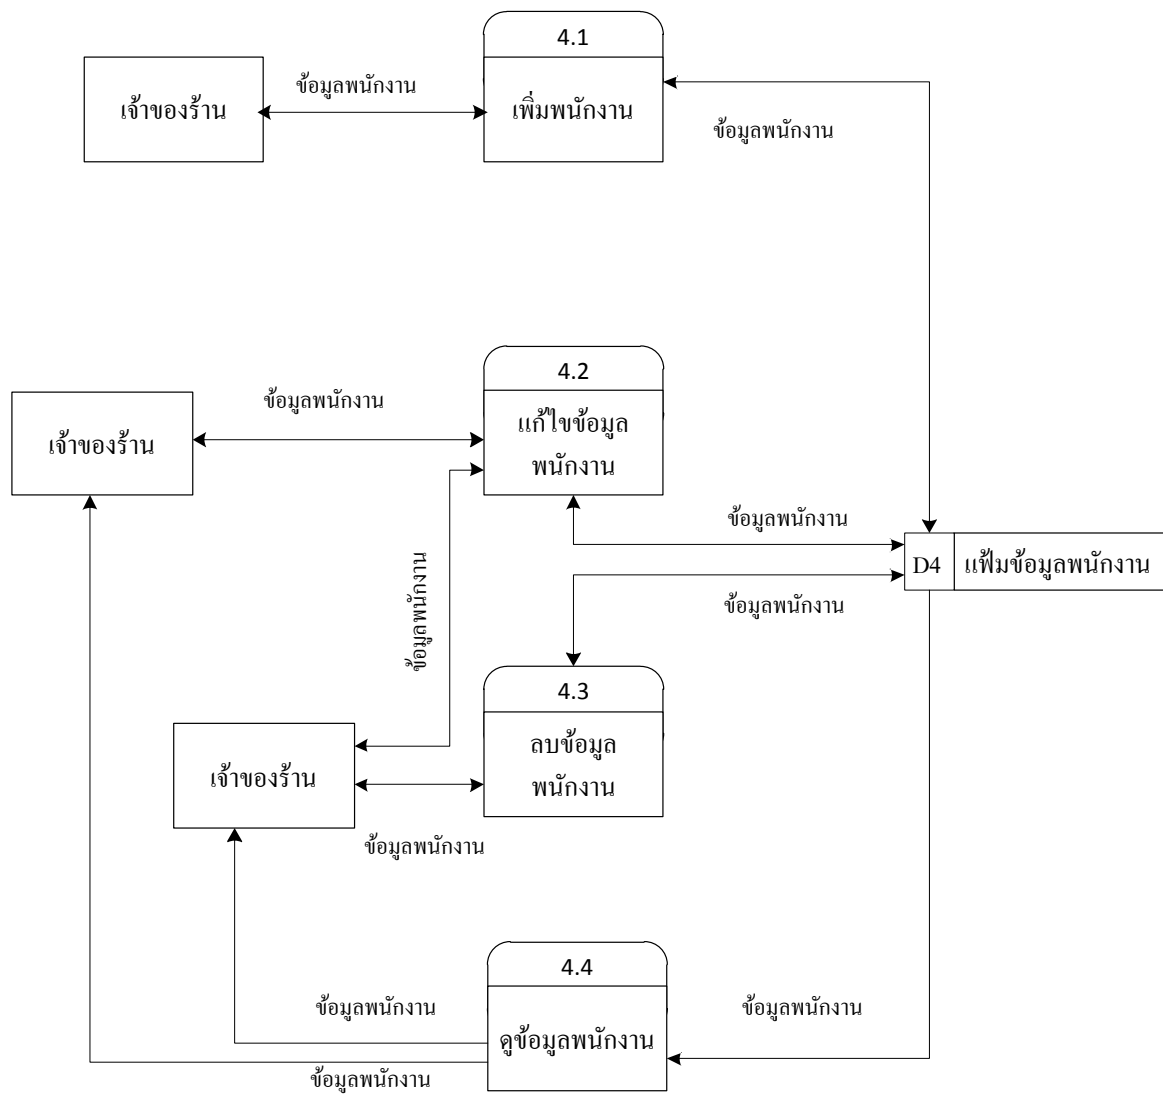 4.1
เจ้าของร้าน
ข้อมูลพนักงาน
เพิ่มพนักงาน
ข้อมูลพนักงาน
4.2
เจ้าของร้าน
ข้อมูลพนักงาน
แก้ไขข้อมูล
พนักงาน
ข้อมูลพนักงาน
D4
แฟ้มข้อมูลพนักงาน
ข้อมูลพนักงาน
ข้อมูลพนักงาน
4.3
เจ้าของร้าน
ลบข้อมูล
พนักงาน
ข้อมูลพนักงาน
4.4
ข้อมูลพนักงาน
ดูข้อมูลพนักงาน
ข้อมูลพนักงาน
ข้อมูลพนักงาน